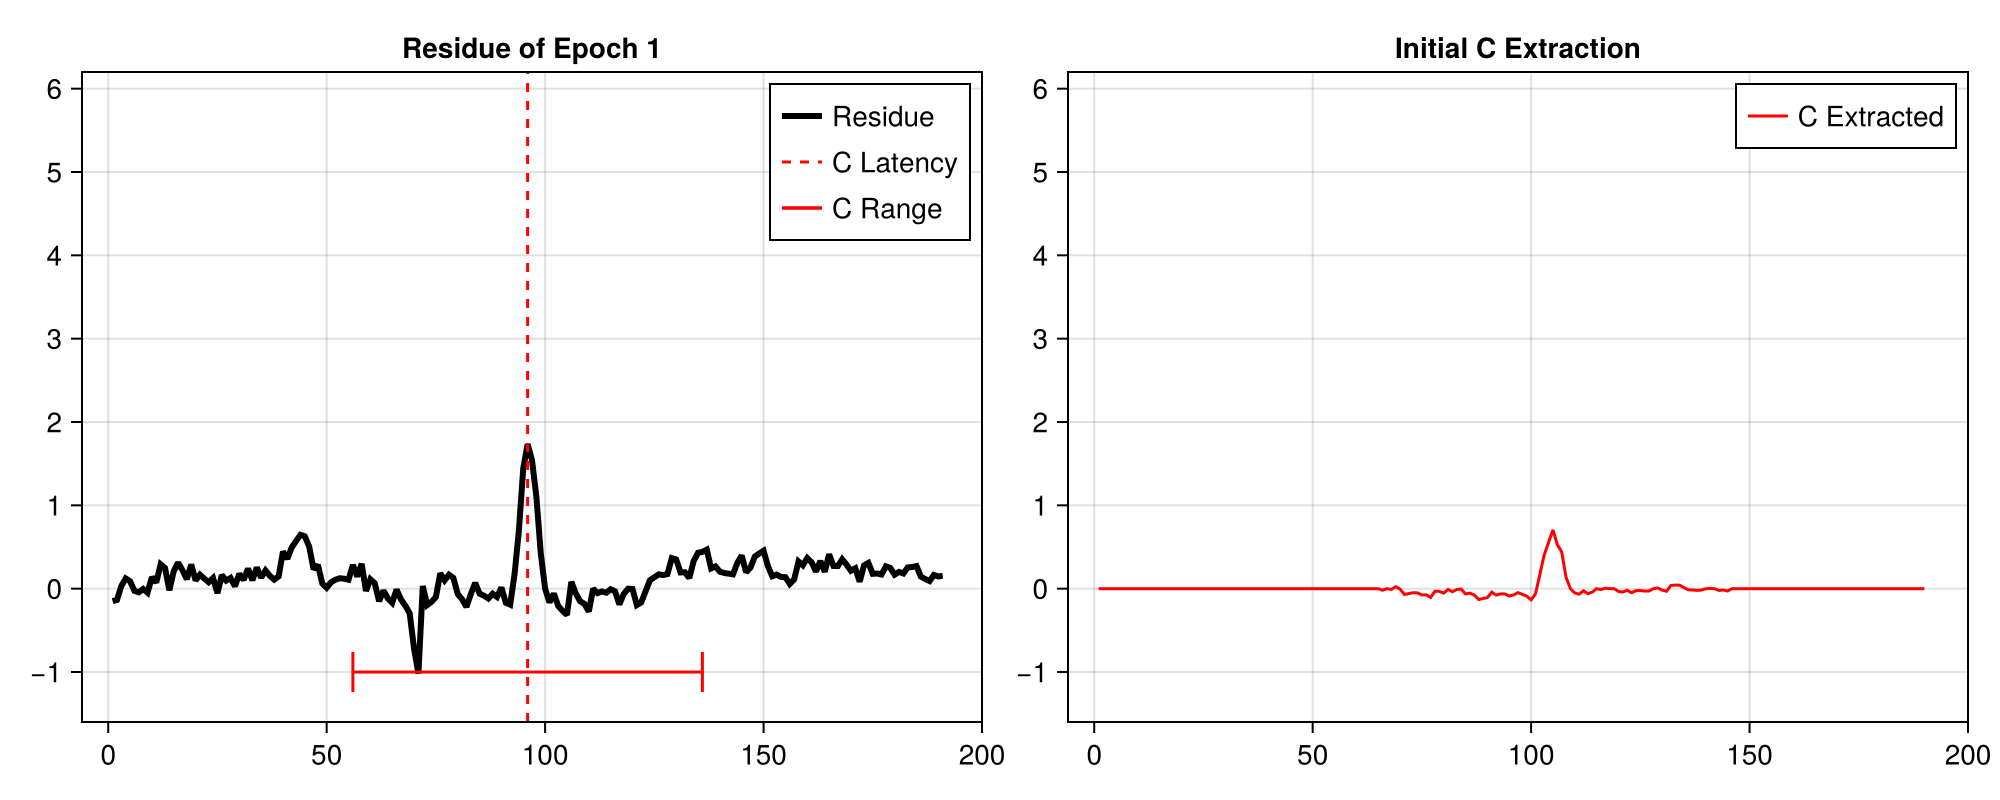 Residue of Epoch 1
6
5
4
3
2
1
0
−1
0 50 100 150 200
Residue
C Latency
C Range
Initial C Extraction
6
5
4
3
2
1
0
−1
0 50 100 150 200
C Extracted